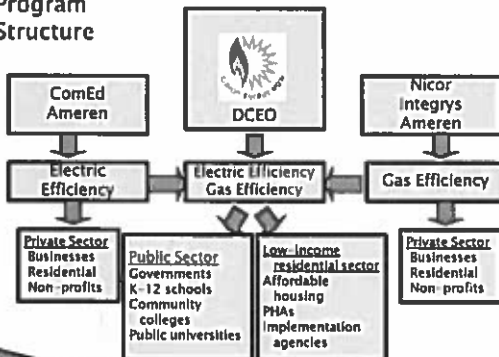 Program
Structure
ComEd
Ameren
DCEO
Nicor
Integrys
Ameren
Electric
Efficiency
Electric Efficiency
Gas Efficiency
Gas Efficiency
Private Sector
Businesses
Residential
Non-profits
Public Sector
Governments
K-12 schools
Community
colleges
Public universities
Low-income
residential sector
Affordable
housing
PHAs
Implementation
agencies
Private Sector
Businesses
Residential
Non-profits